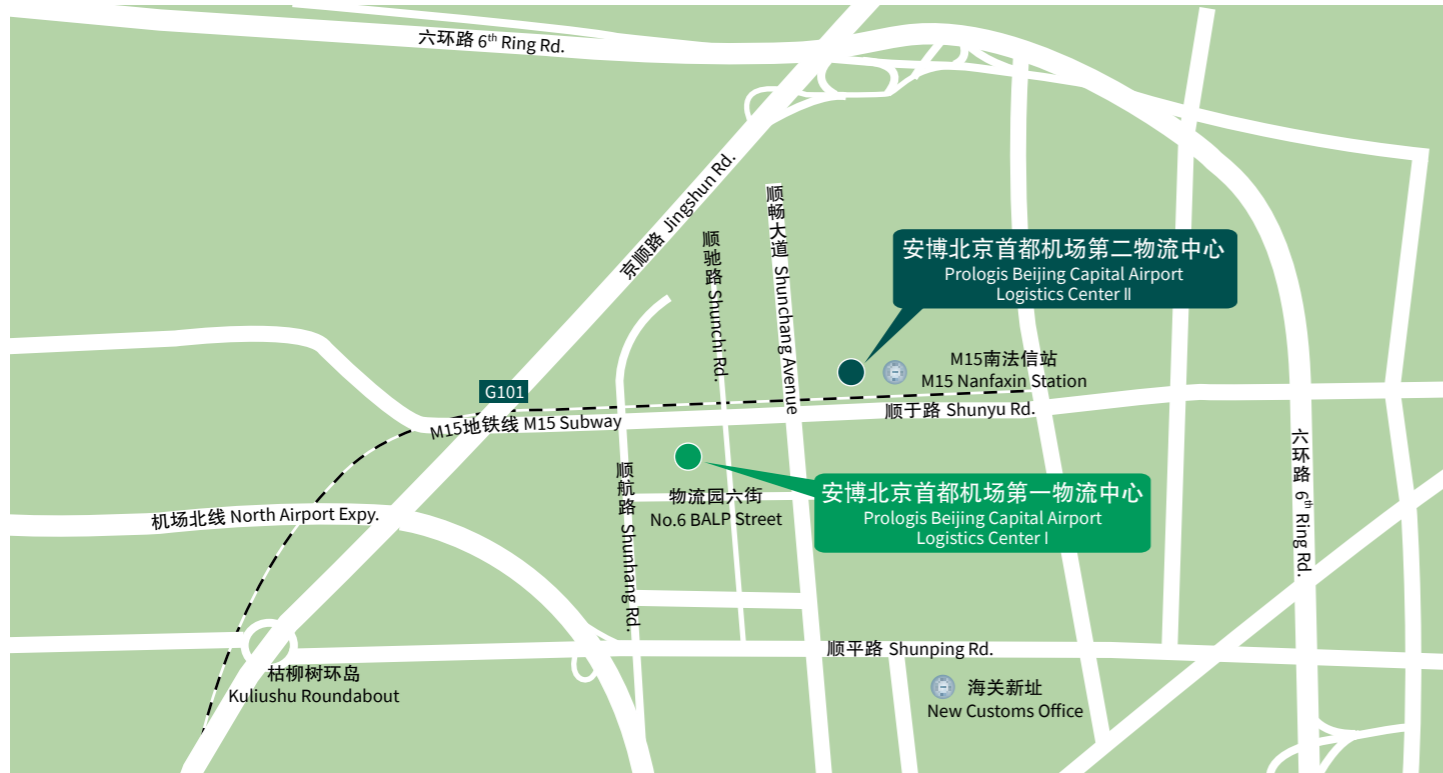 六环路 6th Ring Rd.
京顺路 Jingshun Rd.
顺驰路 Shunchi Rd.
顺畅大道 Shunchang Avenue
安博北京首都机场第二物流中心
Prologis Beijing Capital Airport
Logistics Center II
M15南法信站
M15 Nanfaxin Station
G101
M15地铁线 M15 Subway
顺于路 Shunyu Rd.
顺航路 Shunhang Rd.
物流园六街
No.6 BALP Street
安博北京首都机场第一物流中心
Prologis Beijing Capital Airport
Logistics Center I
六环路 6th Ring Rd.
机场北线 North Airport Expy.
顺平路 Shunping Rd.
枯柳树环岛
Kuliushu Roundabout
海关新址
New Customs Office